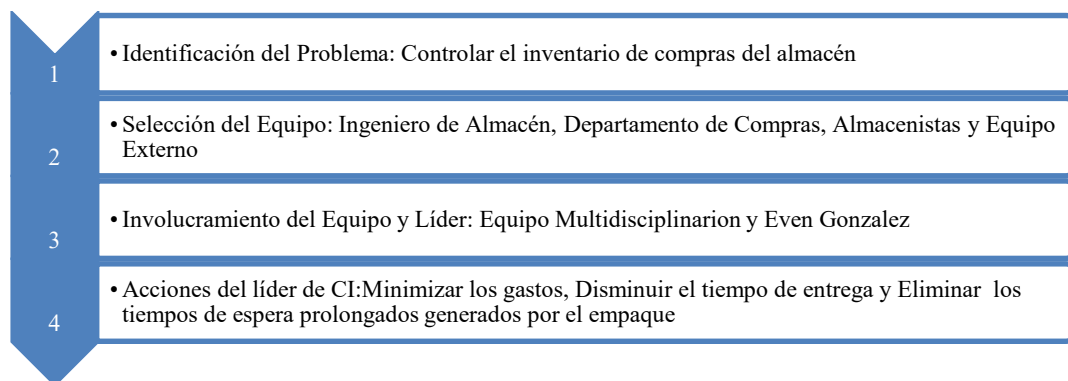 1
• Identificación del Problema: Controlar el inventario de compras del almacén
2
• Selección del Equipo: Ingeniero de Almacén, Departamento de Compras, Almacenistas y Equipo
Externo
3
• Involucramiento del Equipo y Líder: Equipo Multidisciplinarion y Even Gonzalez
4
• Acciones del líder de CI:Minimizar los gastos, Disminuir el tiempo de entrega y Eliminar los
tiempos de espera prolongados generados por el empaque